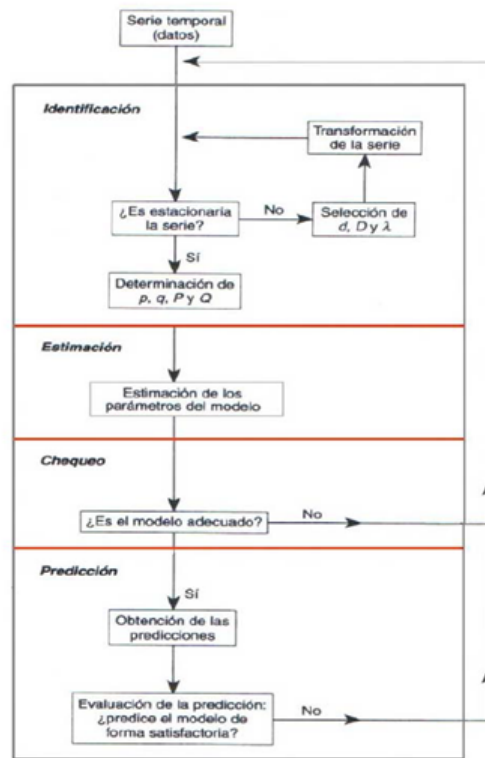 Serie temporal
(datos)
Identificación
Transformación
de la serie
¿Es estacionaria
la serie?
No
Selección de
d, D y λ
Sí
Determinación de
p, q, P y Q
Estimación
Estimación de los
parámetros del modelo
Chequeo
¿Es el modelo adecuado?
No
Predicción
Sí
Obtención de las
predicciones
Evaluación de la predicción:
¿predice el modelo de
forma satisfactoria?
No